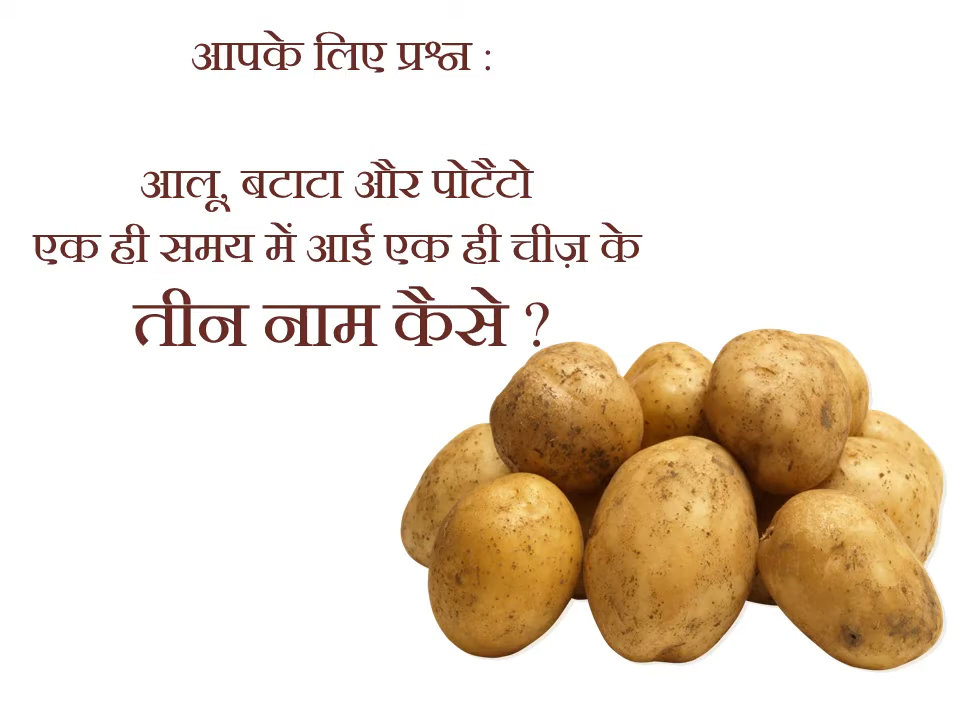 आपके लिए प्रश्न :
आलू, बटाटा और पोटैटो
एक ही समय में आई एक ही चीज़ के
तीन नाम कैसे ?